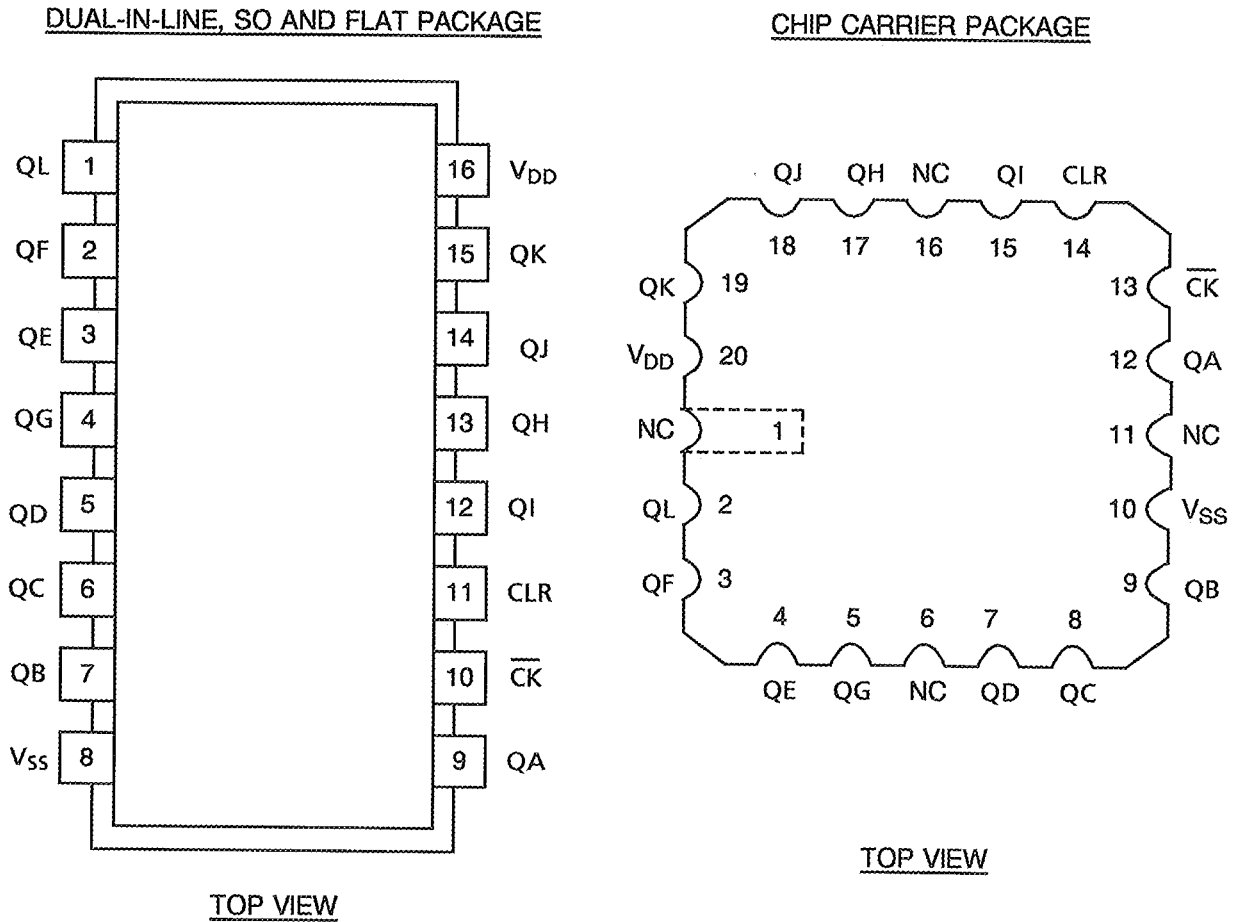 DUAL-IN-LINE, SO AND FLAT PACKAGE
QL 1 16 VDD
QF 2 15 QK
QE 3 14 QJ
QG 4 13 QH
QD 5 12 QI
QC 6 11 CLR
QB 7 10 C̅K̅
VSS 8 9 QA
TOP VIEW
CHIP CARRIER PACKAGE
QJ QH NC QI CLR
18 17 16 15 14
QK 19 13 C̅K̅
VDD 20 12 QA
NC 1 11 NC
QL 2 10 VSS
QF 3 9 QB
4 5 6 7 8
QE QG NC QD QC
TOP VIEW